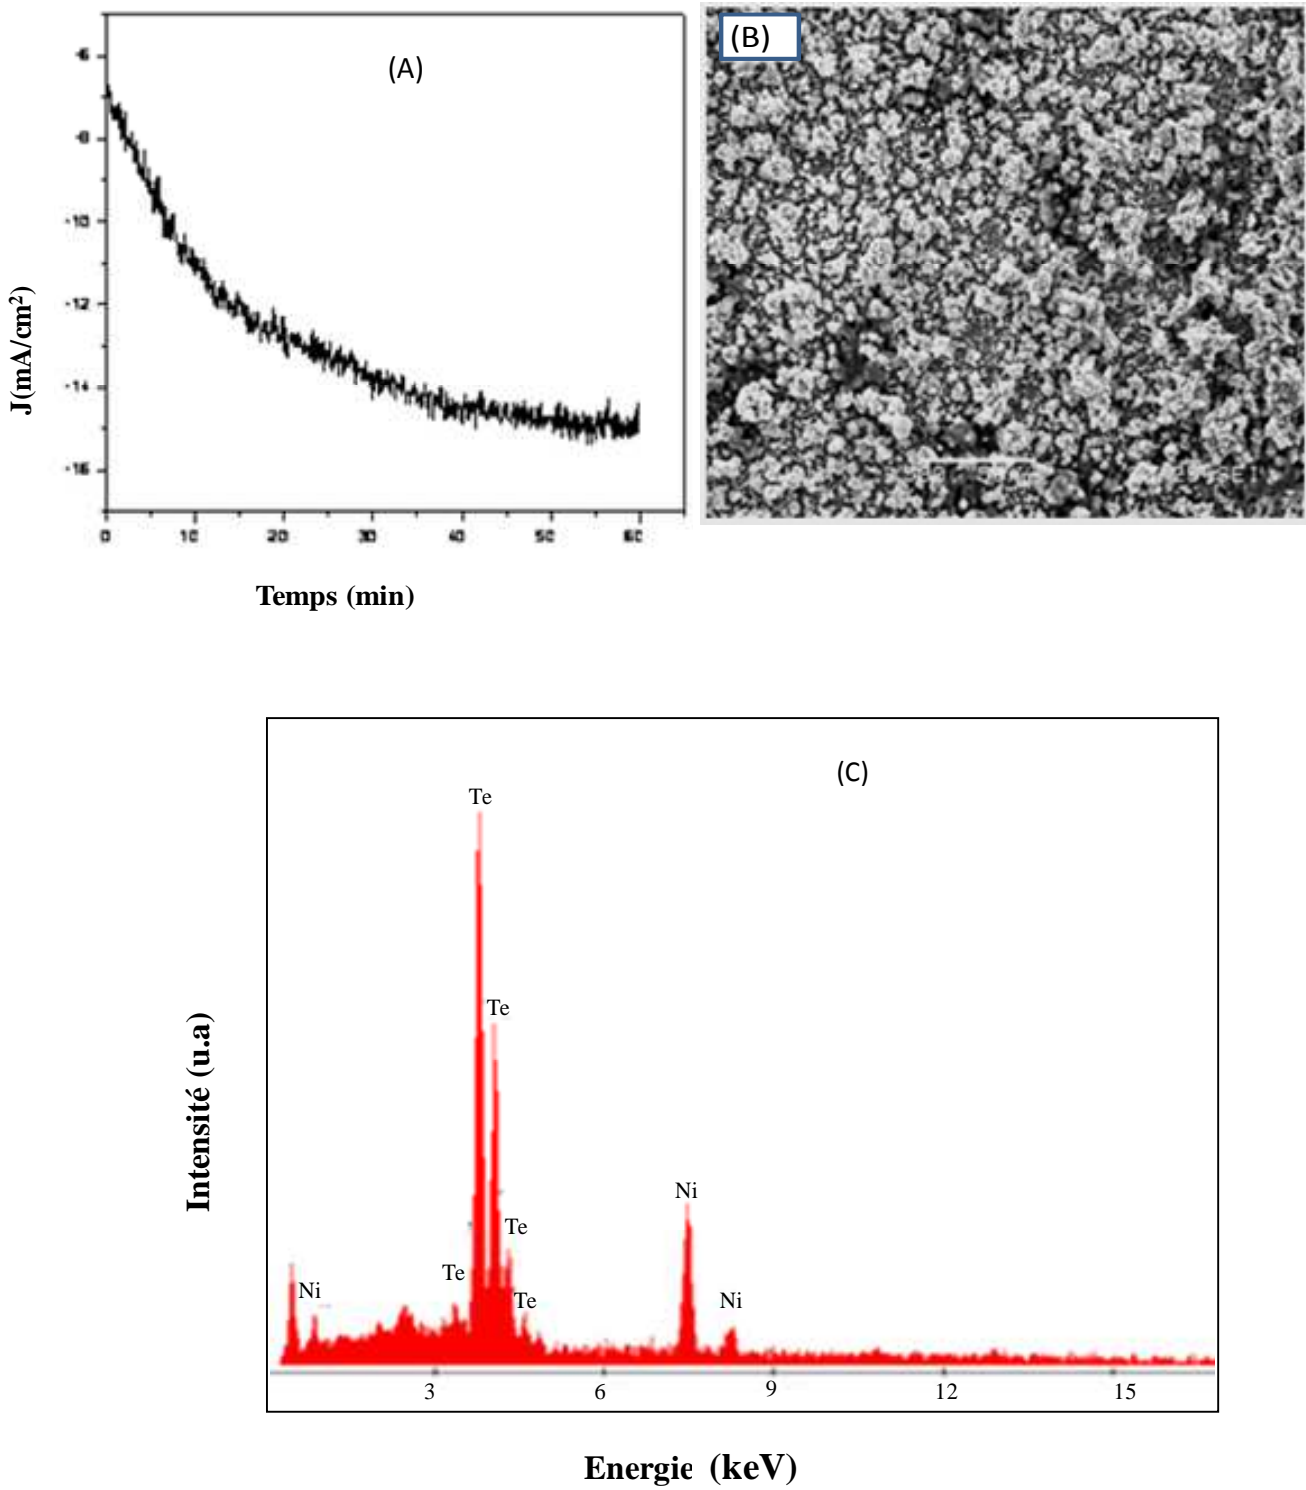 (A)
-6
-8
-10
-12
-14
-16
J(mA/cm²)
0 10 20 30 40 50 60
Temps (min)
(B)
(C)
Te
Te
Te
Te
Te
Ni
Ni
Ni
Intensité (u.a)
3 6 9 12 15
Energie (keV)